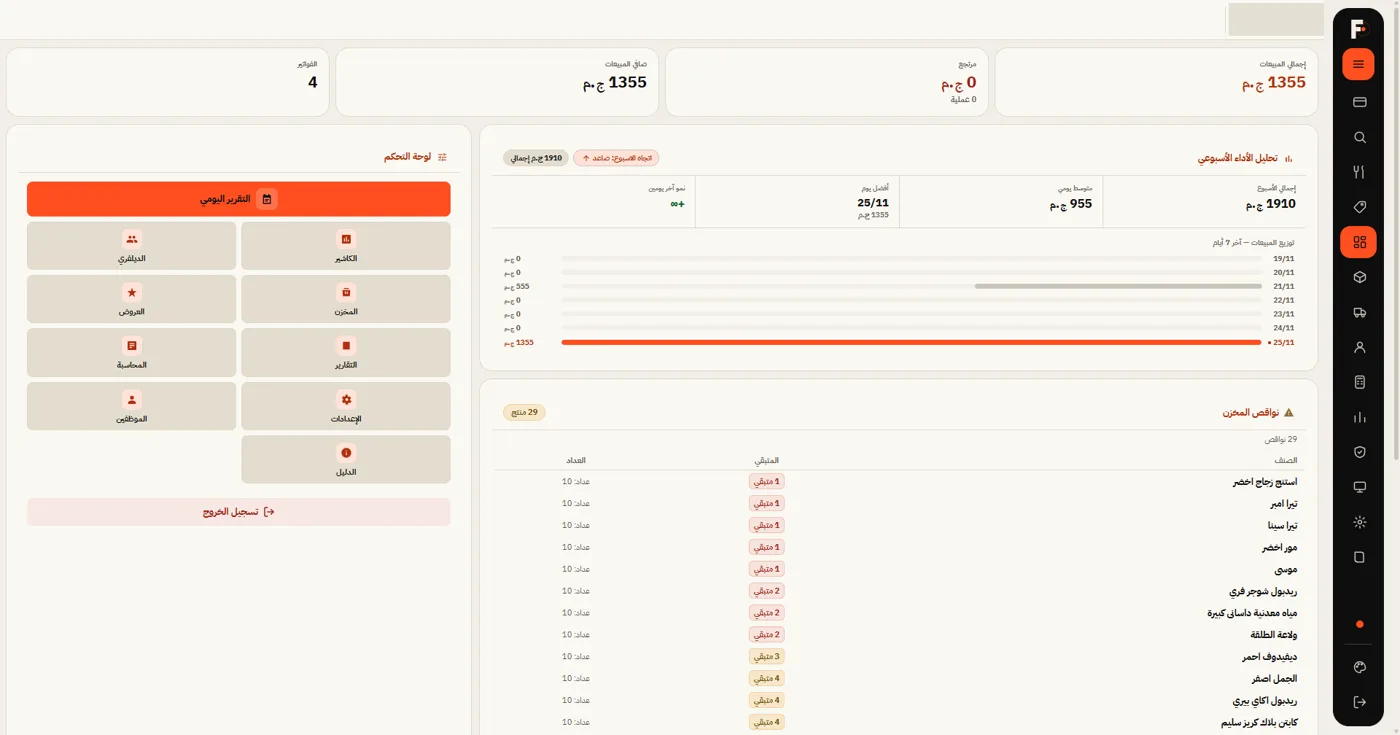 F
إجمالي المبيعات
1355 ج.م
مرتجع
0 ج.م
0 عملية
صافي المبيعات
1355 ج.م
الفواتير
4
تحليل الأداء الأسبوعي
اتجاه الاسبوع: صاعد ↑
1910 ج.م إجمالي
إجمالي الأسبوع
1910 ج.م
متوسط يومي
955 ج.م
أفضل يوم
25/11
1355 ج.م
نمو آخر يومين
+∞
توزيع المبيعات — آخر 7 أيام
19/11 0 ج.م
20/11 0 ج.م
21/11 555 ج.م
22/11 0 ج.م
23/11 0 ج.م
24/11 0 ج.م
25/11 • 1355 ج.م
نواقص المخزن
29 منتج
29 نواقص
الصنف المتبقي العداد
استنج زجاج اخضر 1 متبقي عداد: 10
تيرا امبر 1 متبقي عداد: 10
تيرا سينا 1 متبقي عداد: 10
مور اخضر 1 متبقي عداد: 10
موسى 1 متبقي عداد: 10
ريدبول شوجر فري 2 متبقي عداد: 10
مياه معدنية داسانى كبيرة 2 متبقي عداد: 10
ولاعة الطلقة 2 متبقي عداد: 10
ديفيدوف احمر 3 متبقي عداد: 10
الجمل اصفر 4 متبقي عداد: 10
ريدبول اكاي بيري 4 متبقي عداد: 10
كابتن بلاك كريز سليم 4 متبقي عداد: 10
لوحة التحكم
التقرير اليومي
الكاشير
الديلفري
المخزن
العروض
التقارير
المحاسبة
الإعدادات
الموظفين
الدليل
تسجيل الخروج